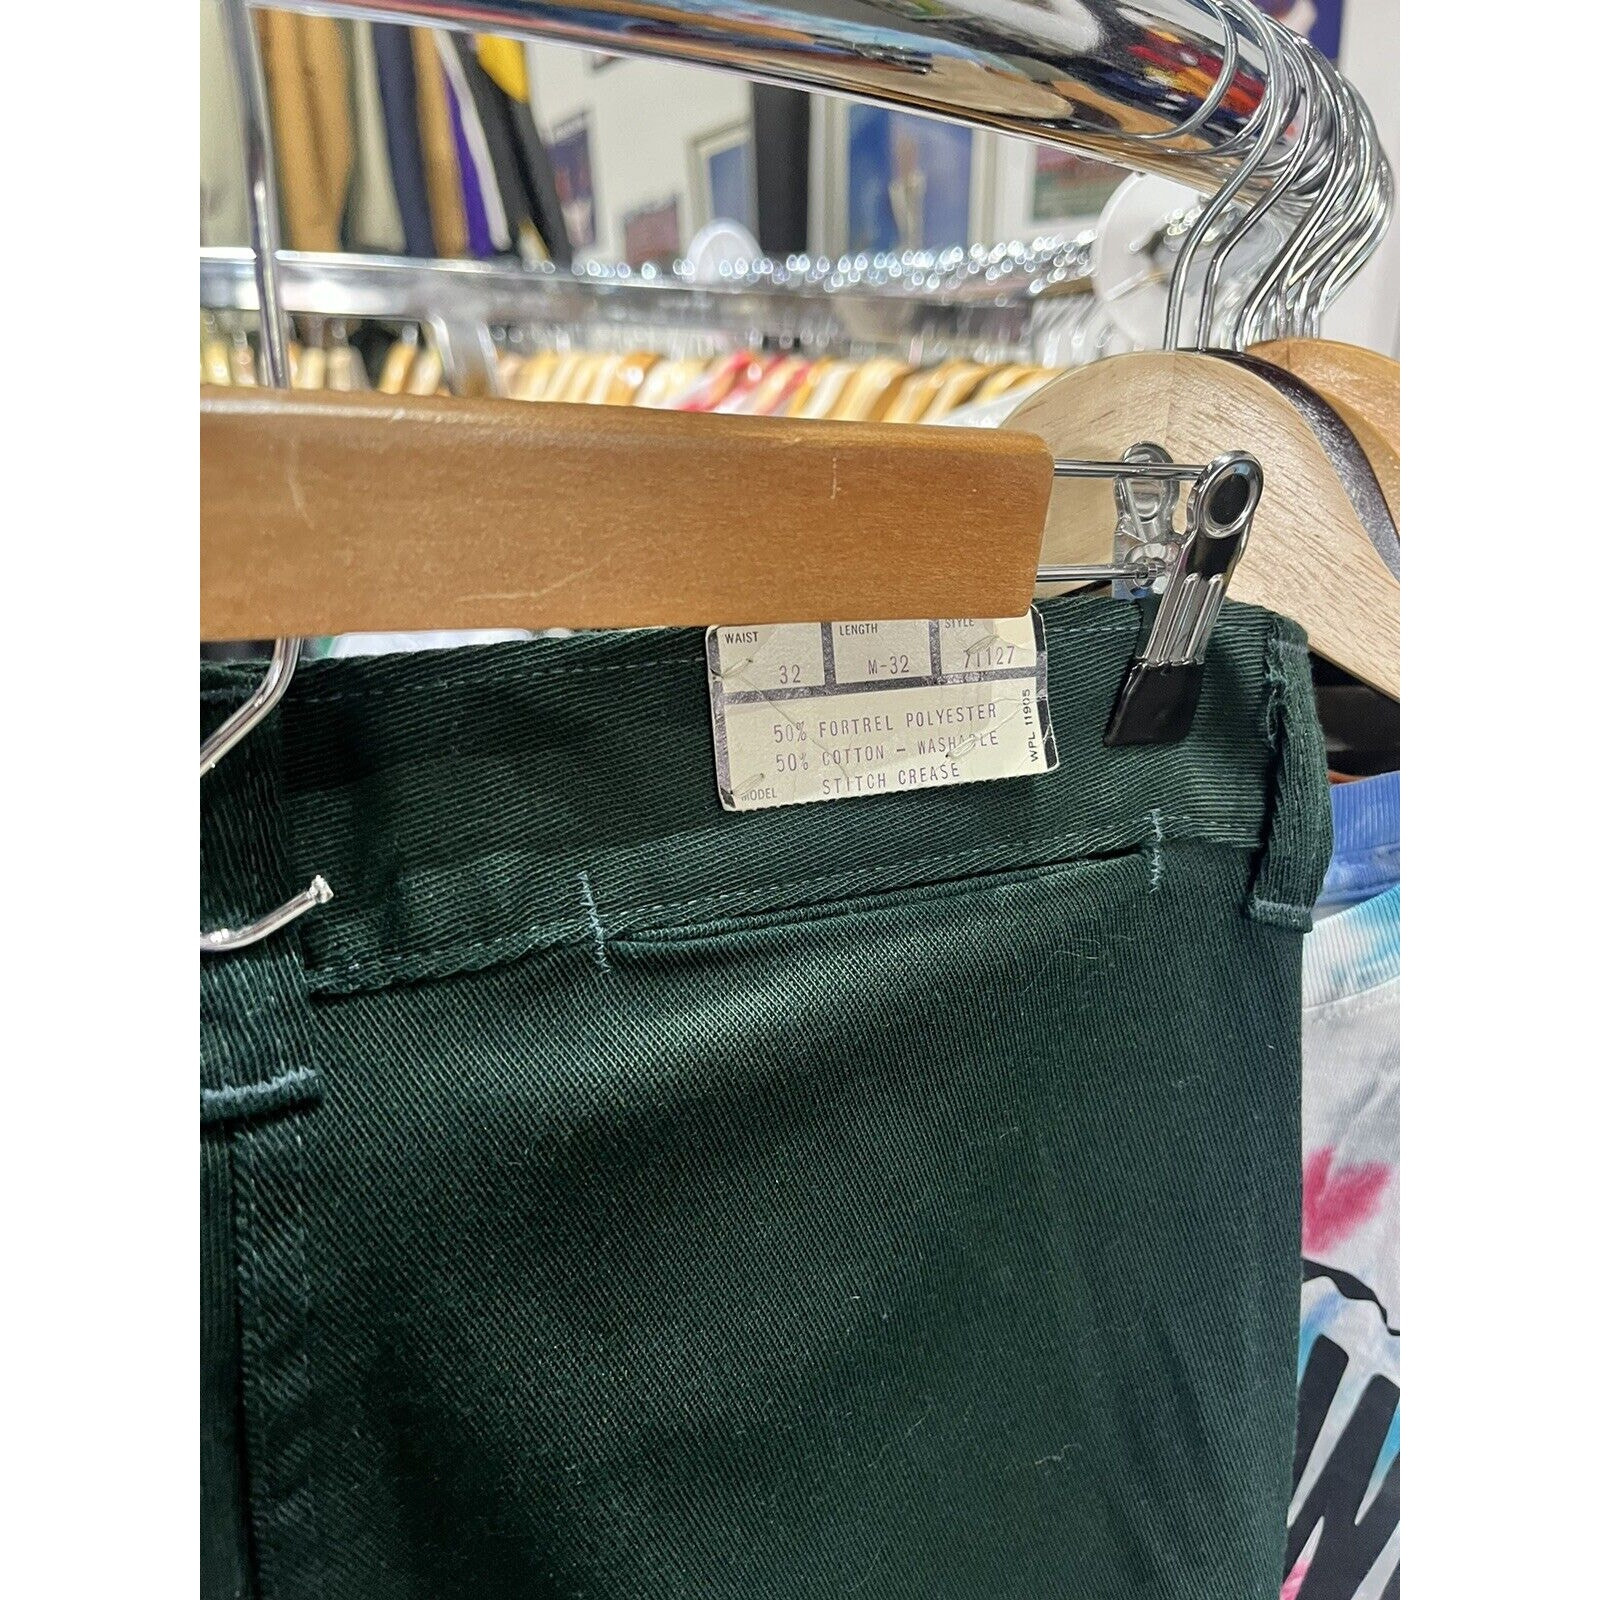 WAIST LENGTH STYLE
32 M-32 71127
50% FORTREL POLYESTER
50% COTTON - WASHABLE
STITCH CREASE
MODEL
WPL 11905